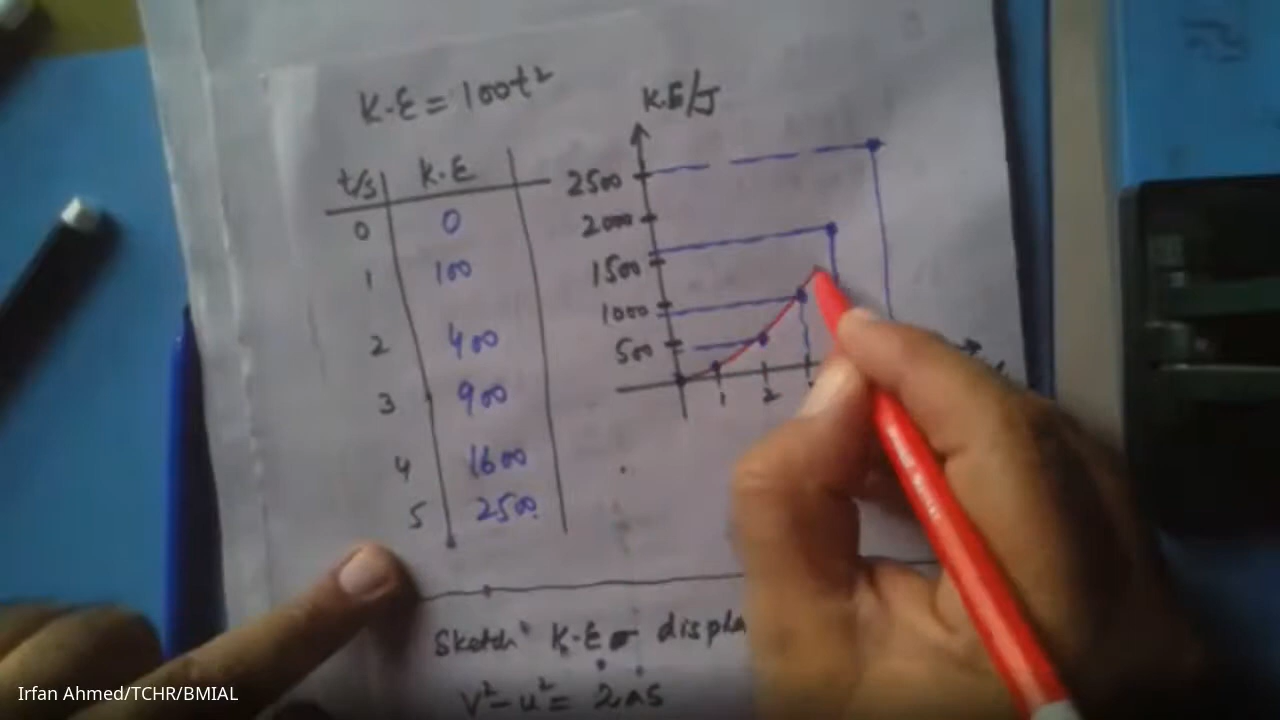 K.E = 100t²
t/s K.E
0 0
1 100
2 400
3 900
4 1600
5 2500
K.E/J
2500
2000
1500
1000
500
1 2
Sketch K.E displa
v² - u² = 2as
Irfan Ahmed/TCHR/BMIAL